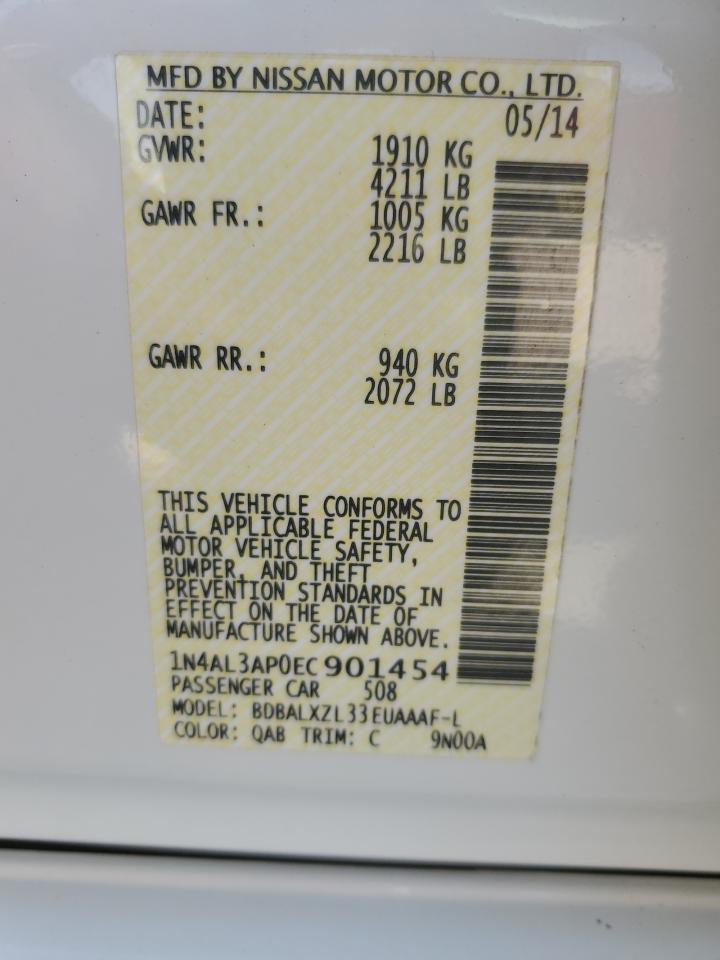 MFD BY NISSAN MOTOR CO., LTD.
DATE: 05/14
GVWR: 1910 KG
4211 LB
GAWR FR.: 1005 KG
2216 LB
GAWR RR.: 940 KG
2072 LB
THIS VEHICLE CONFORMS TO
ALL APPLICABLE FEDERAL
MOTOR VEHICLE SAFETY,
BUMPER, AND THEFT
PREVENTION STANDARDS IN
EFFECT ON THE DATE OF
MANUFACTURE SHOWN ABOVE.
1N4AL3AP0EC901454
PASSENGER CAR 508
MODEL: BDBALXZL33EUAAAF-L
COLOR: QAB TRIM: C 9N00A